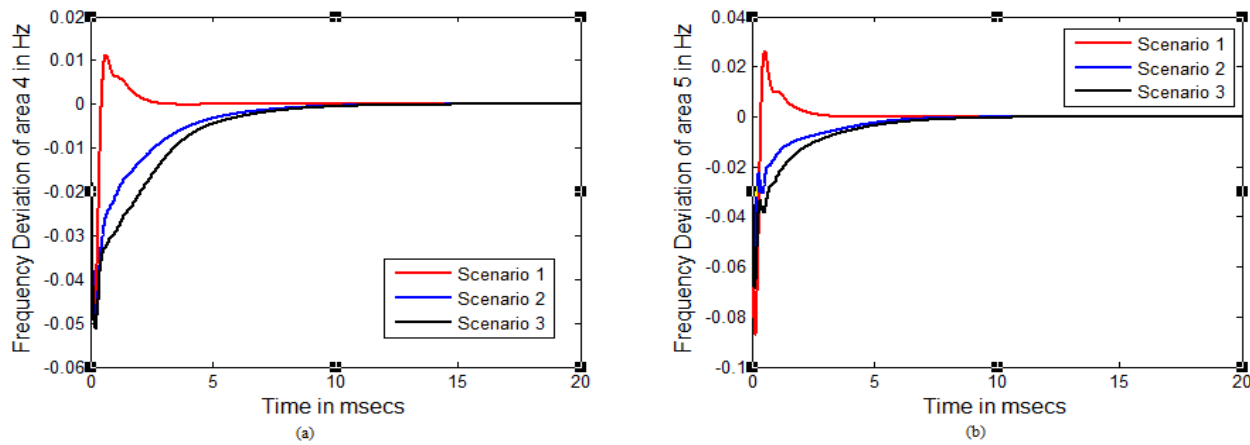 Frequency Deviation of area 4 in Hz
0.02
0.01
0
-0.01
-0.02
-0.03
-0.04
-0.05
-0.06
0 5 10 15 20
Time in msecs
Scenario 1
Scenario 2
Scenario 3
(a)
Frequency Deviation of area 5 in Hz
0.04
0.02
0
-0.02
-0.04
-0.06
-0.08
-0.1
0 5 10 15 20
Time in msecs
Scenario 1
Scenario 2
Scenario 3
(b)